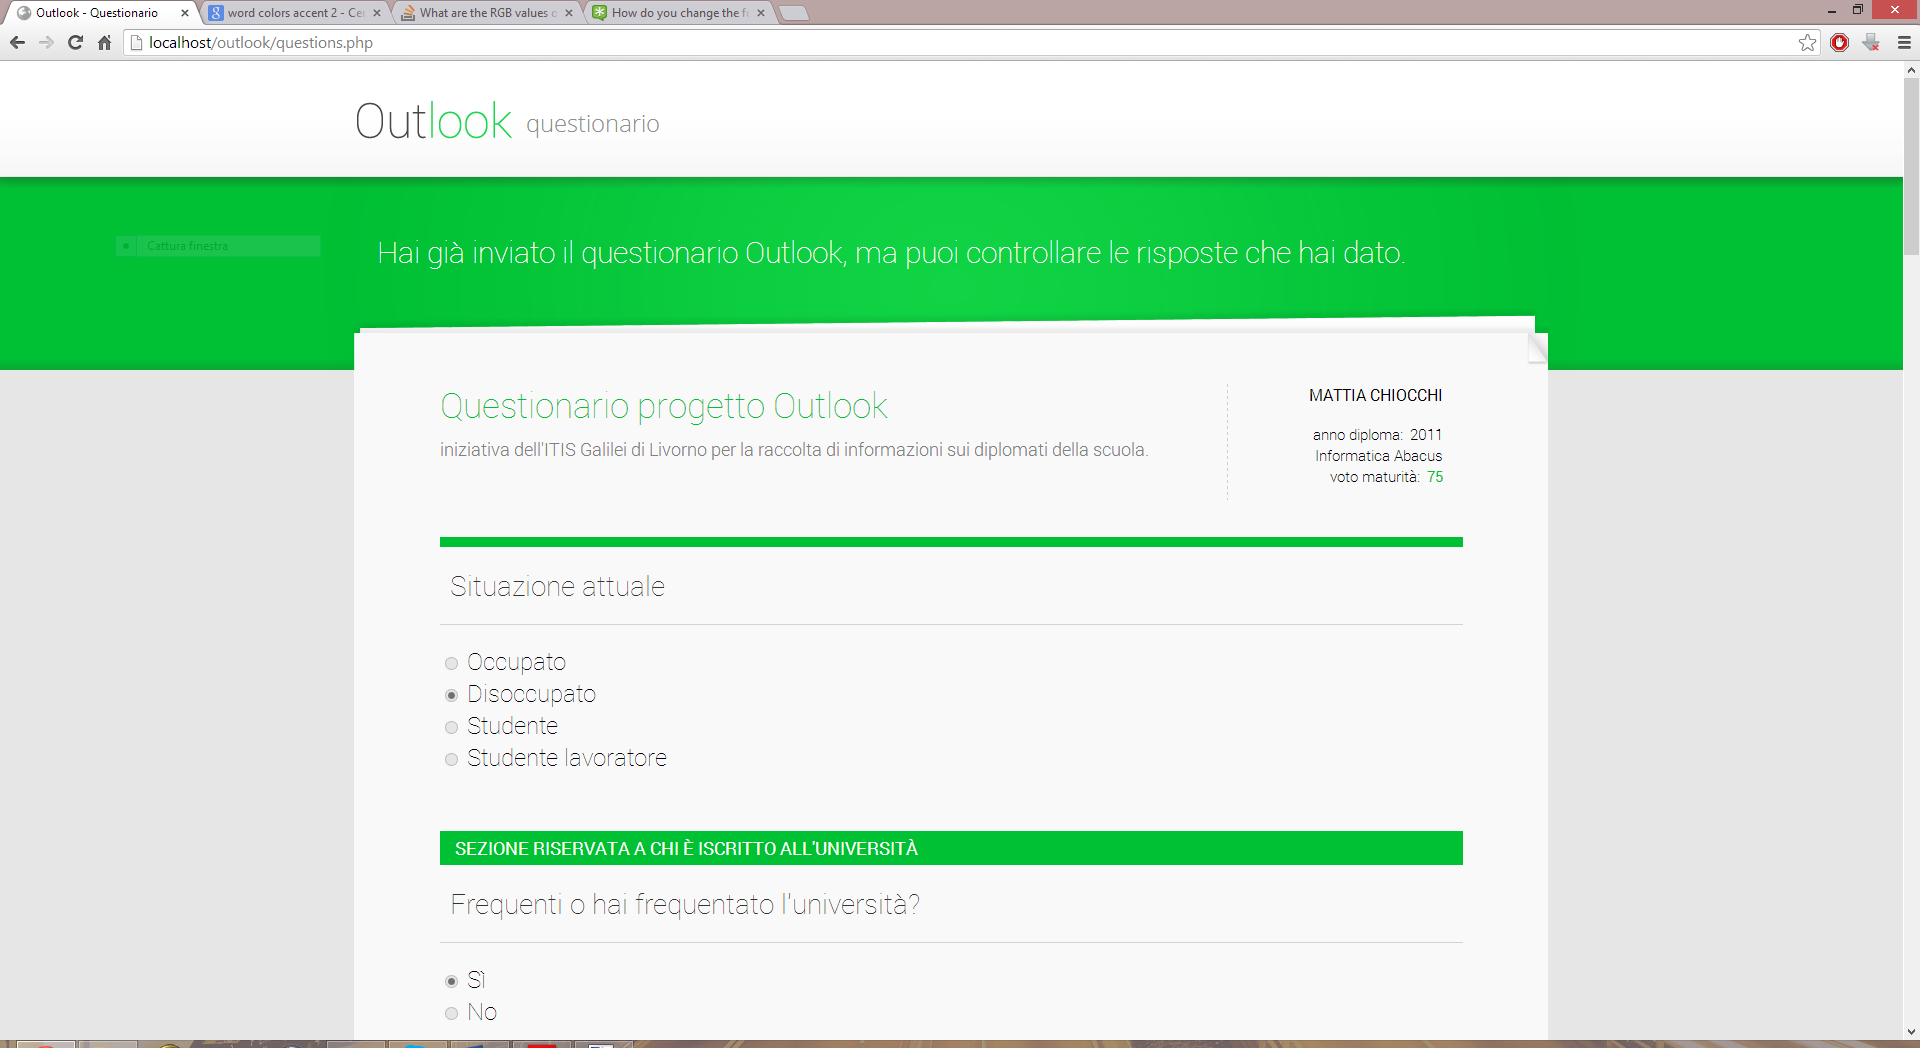 Outlook - Questionario
word colors accent 2 - Ce
What are the RGB values o
How do you change the f
localhost/outlook/questions.php
Outlook questionario
Cattura finestra
Hai già inviato il questionario Outlook, ma puoi controllare le risposte che hai dato.
Questionario progetto Outlook
iniziativa dell'ITIS Galilei di Livorno per la raccolta di informazioni sui diplomati della scuola.
MATTIA CHIOCCHI
anno diploma: 2011
Informatica Abacus
voto maturità: 75
Situazione attuale
Occupato
Disoccupato
Studente
Studente lavoratore
SEZIONE RISERVATA A CHI È ISCRITTO ALL'UNIVERSITÀ
Frequenti o hai frequentato l'università?
Sì
No